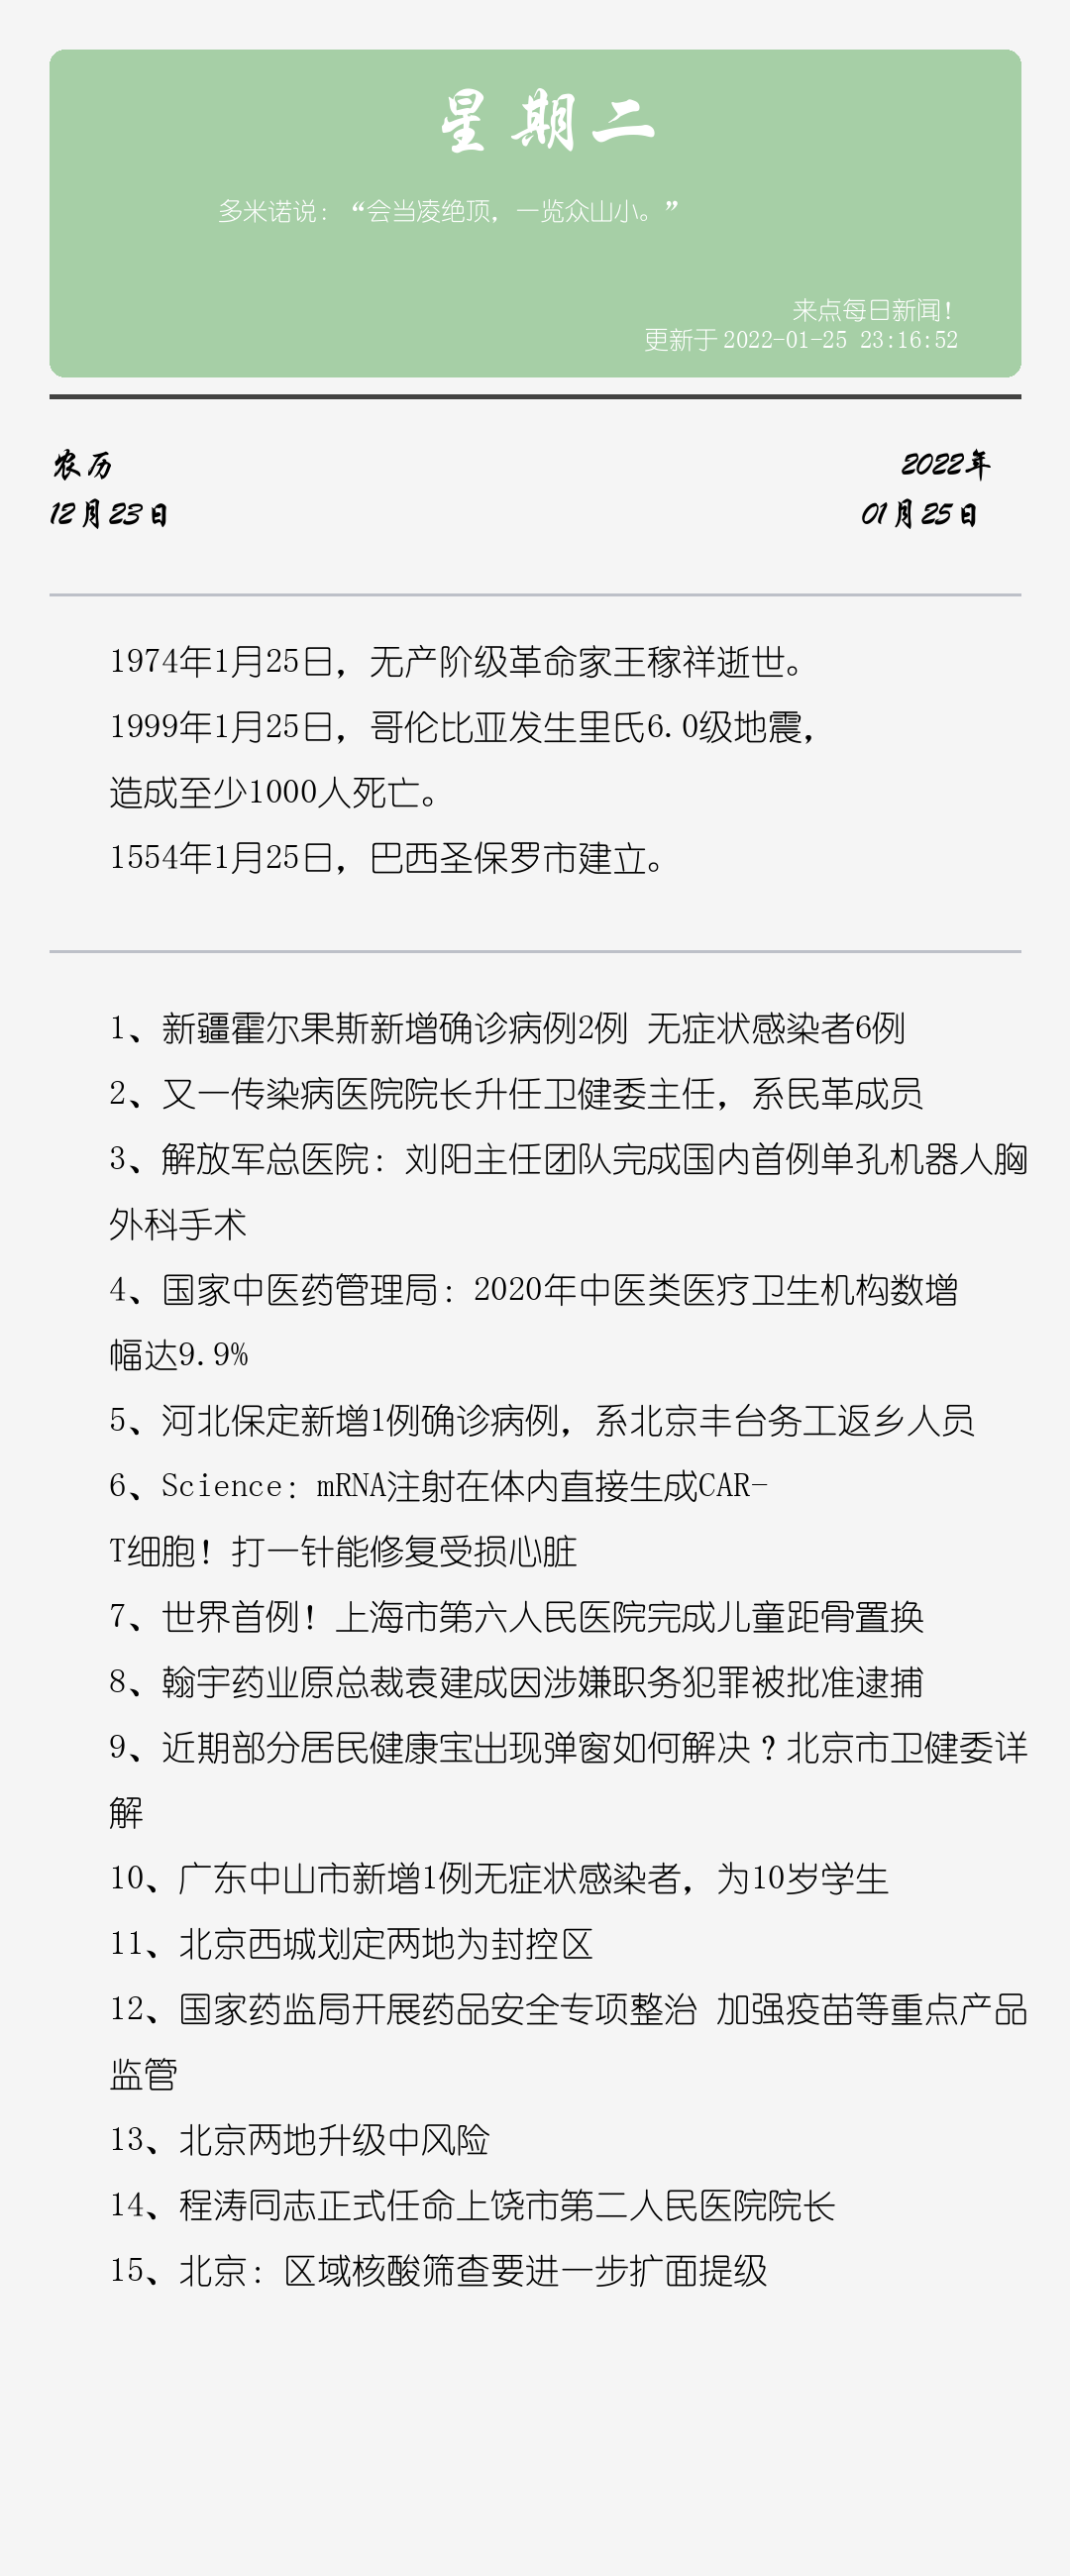 星期二
多米诺说：“会当凌绝顶，一览众山小。”
来点每日新闻！
更新于2022-01-25 23:16:52
农历
2022年
12月23日
01月25日
1974年1月25日，无产阶级革命家王稼祥逝世。
1999年1月25日，哥伦比亚发生里氏6.0级地震，
造成至少1000人死亡。
1554年1月25日，巴西圣保罗市建立。
1、新疆霍尔果斯新增确诊病例2例 无症状感染者6例
2、又一传染病医院院长升任卫健委主任，系民革成员
3、解放军总医院：刘阳主任团队完成国内首例单孔机器人胸
外科手术
4、国家中医药管理局：2020年中医类医疗卫生机构数增
幅达9.9%
5、河北保定新增1例确诊病例，系北京丰台务工返乡人员
6、Science：mRNA注射在体内直接生成CAR-
T细胞！打一针能修复受损心脏
7、世界首例！上海市第六人民医院完成儿童距骨置换
8、翰宇药业原总裁袁建成因涉嫌职务犯罪被批准逮捕
9、近期部分居民健康宝出现弹窗如何解决？北京市卫健委详
解
10、广东中山市新增1例无症状感染者，为10岁学生
11、北京西城划定两地为封控区
12、国家药监局开展药品安全专项整治 加强疫苗等重点产品
监管
13、北京两地升级中风险
14、程涛同志正式任命上饶市第二人民医院院长
15、北京：区域核酸筛查要进一步扩面提级